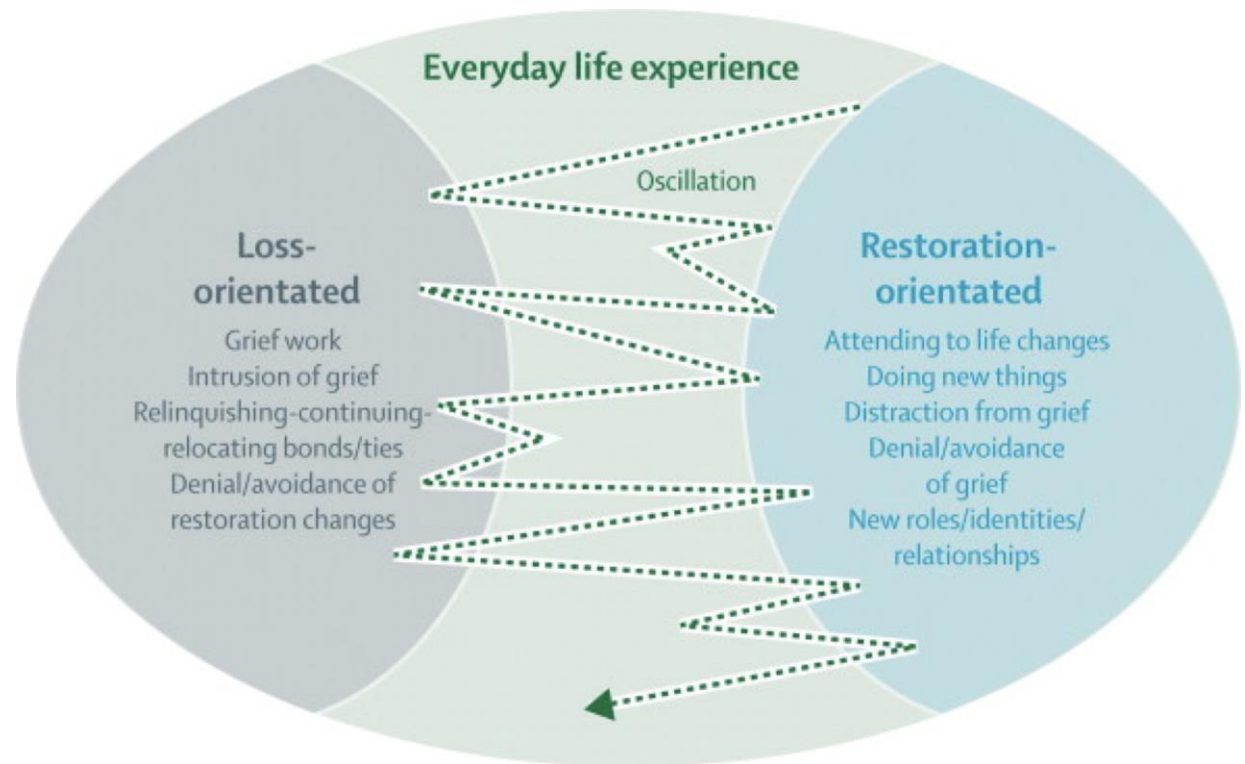 Everyday life experience
Oscillation
Loss-
orientated
Grief work
Intrusion of grief
Relinquishing-continuing-
relocating bonds/ties
Denial/avoidance of
restoration changes
Restoration-
orientated
Attending to life changes
Doing new things
Distraction from grief
Denial/avoidance
of grief
New roles/identities/
relationships